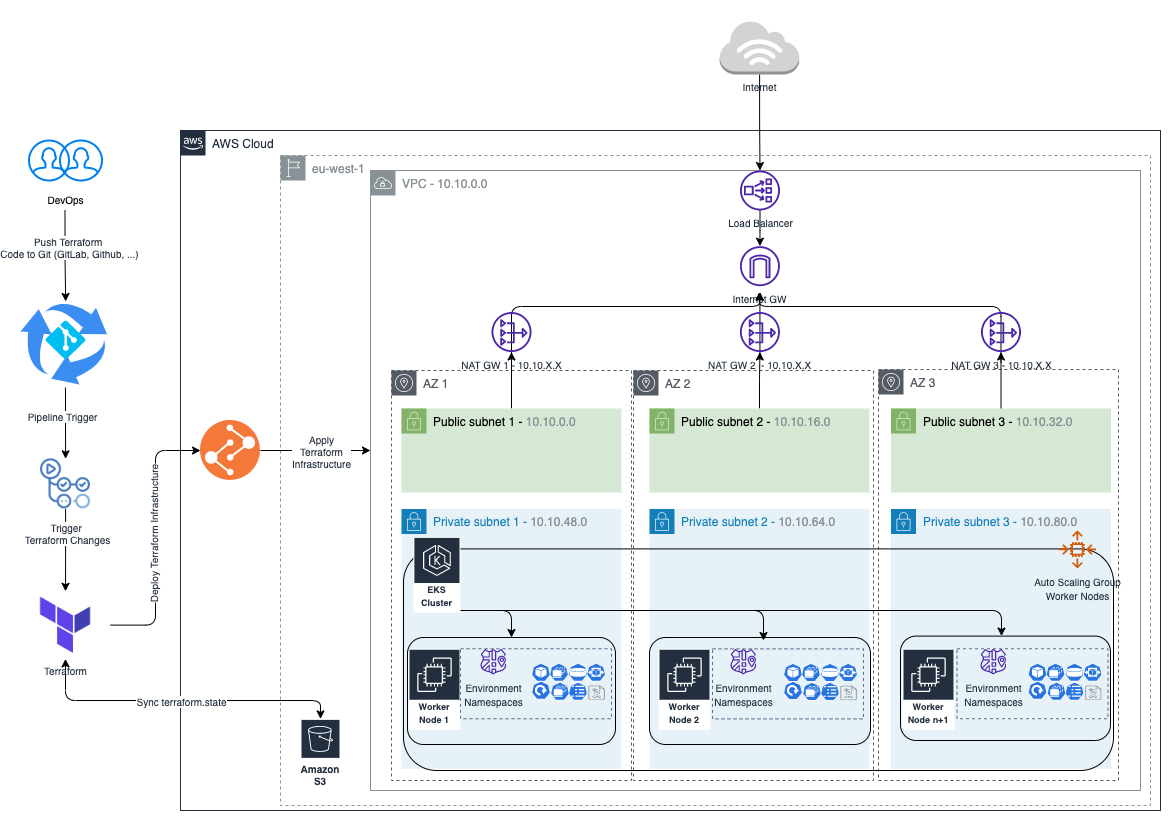 Internet
aws
AWS Cloud
eu-west-1
VPC - 10.10.0.0
DevOps
Push Terraform
Code to Git (GitLab, Github, ...)
Load Balancer
Internet GW
NAT GW 1 - 10.10.X.X
NAT GW 2 - 10.10.X.X
NAT GW 3 - 10.10.X.X
AZ 1
AZ 2
AZ 3
Pipeline Trigger
Public subnet 1 - 10.10.0.0
Public subnet 2 - 10.10.16.0
Public subnet 3 - 10.10.32.0
Apply
Terraform
Infrastructure
Trigger
Terraform Changes
Deploy Terraform Infrastructure
Private subnet 1 - 10.10.48.0
Private subnet 2 - 10.10.64.0
Private subnet 3 - 10.10.80.0
K
EKS
Cluster
Auto Scaling Group
Worker Nodes
Terraform
Sync terraform.state
Amazon
S3
Worker
Node 1
Environment
Namespaces
Worker
Node 2
Environment
Namespaces
Worker
Node n+1
Environment
Namespaces